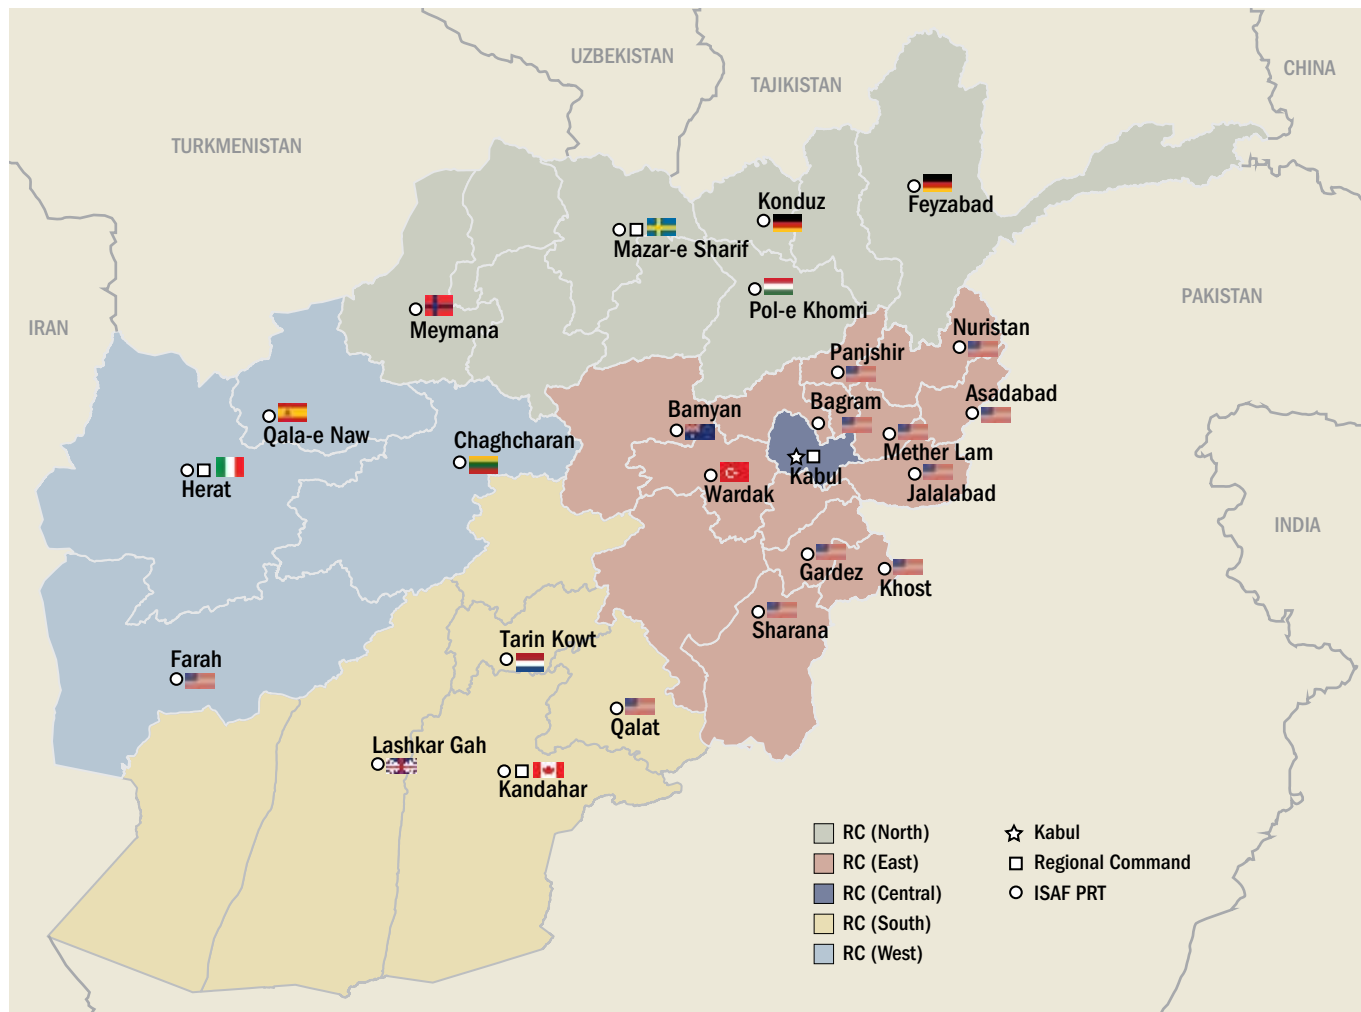 UZBEKISTAN
CHINA
TAJIKISTAN
TURKMENISTAN
Konduz
Feyzabad
Mazar-e Sharif
PAKISTAN
Pol-e Khomri
IRAN
Meymana
Nuristan
Panjshir
Asadabad
Bagram
Bamyan
Qala-e Naw
Chaghcharan
Mether Lam
Kabul
Herat
Wardak
Jalalabad
INDIA
Gardez
Khost
Sharana
Tarin Kowt
Farah
Qalat
Lashkar Gah
Kandahar
RC (North)
RC (East)
RC (Central)
RC (South)
RC (West)
Kabul
Regional Command
ISAF PRT